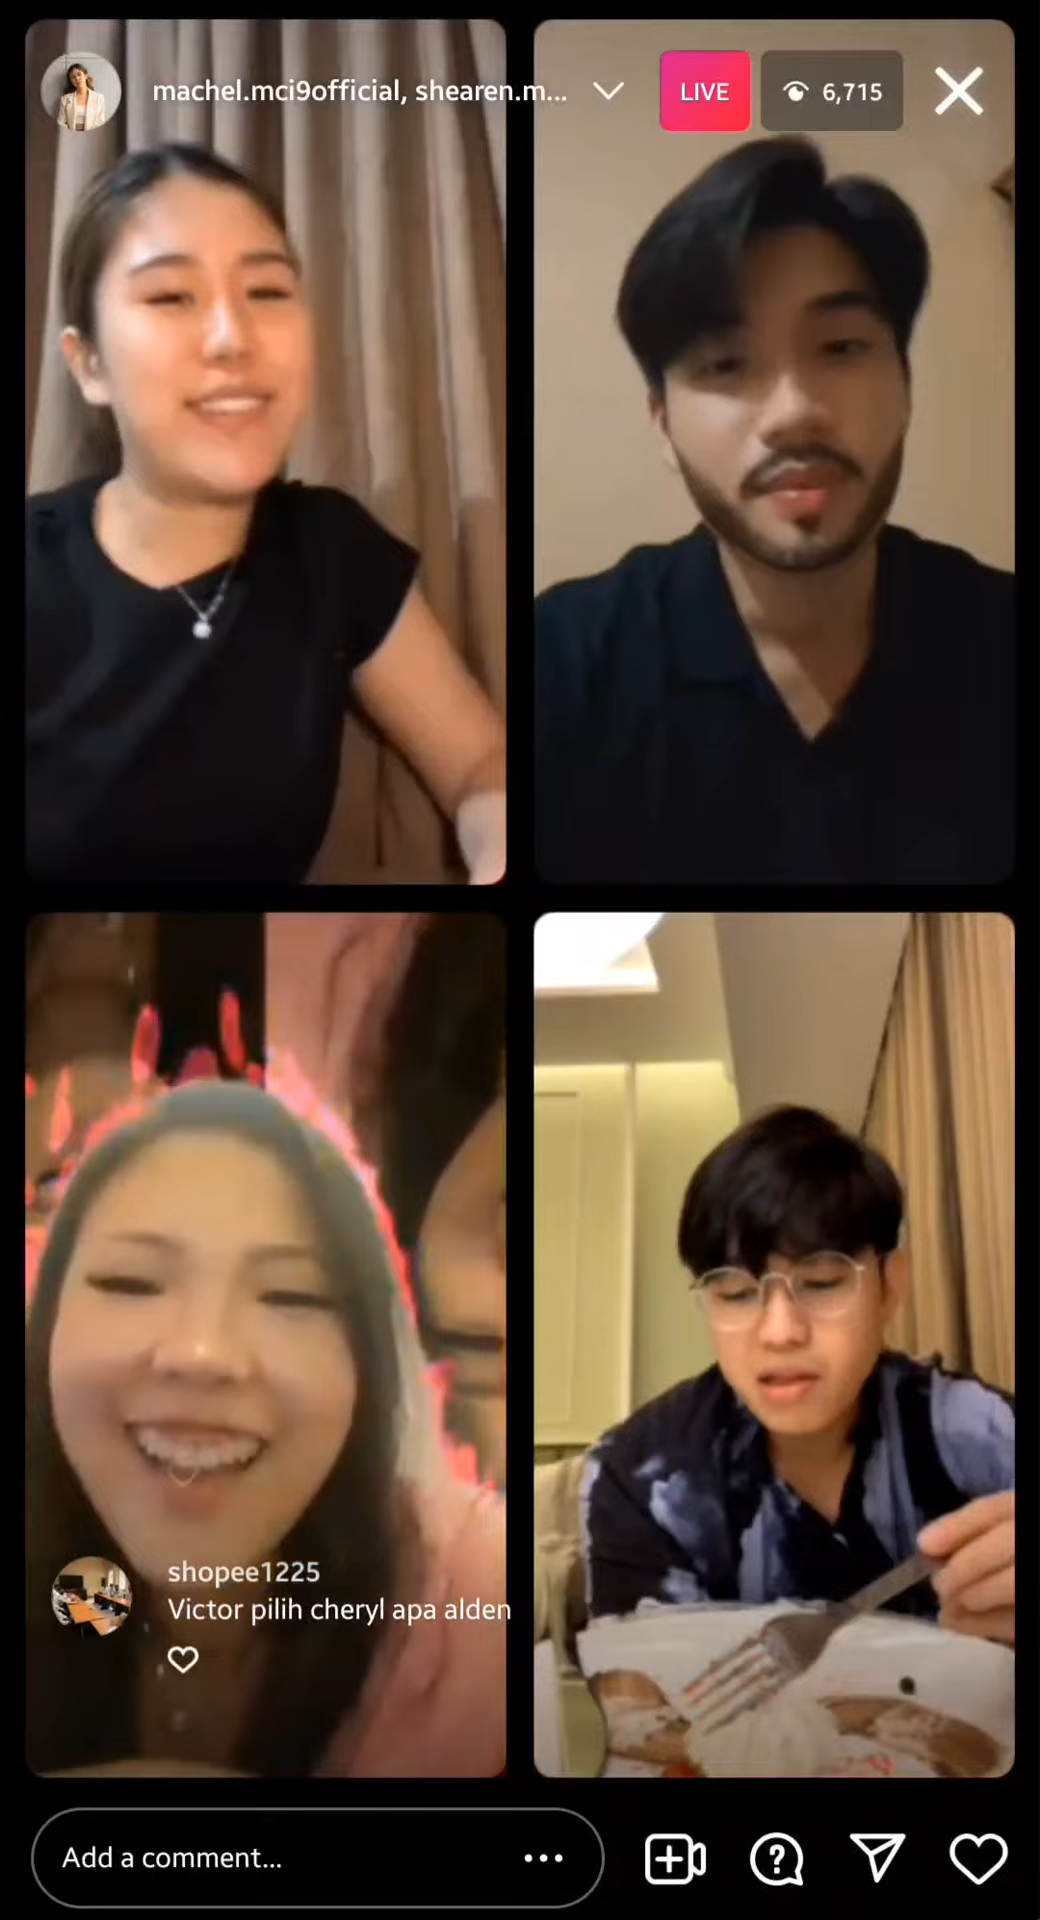 machel.mci9official, shearen.m...
LIVE
6,715
shopee1225
Victor pilih cheryl apa alden
Add a comment...